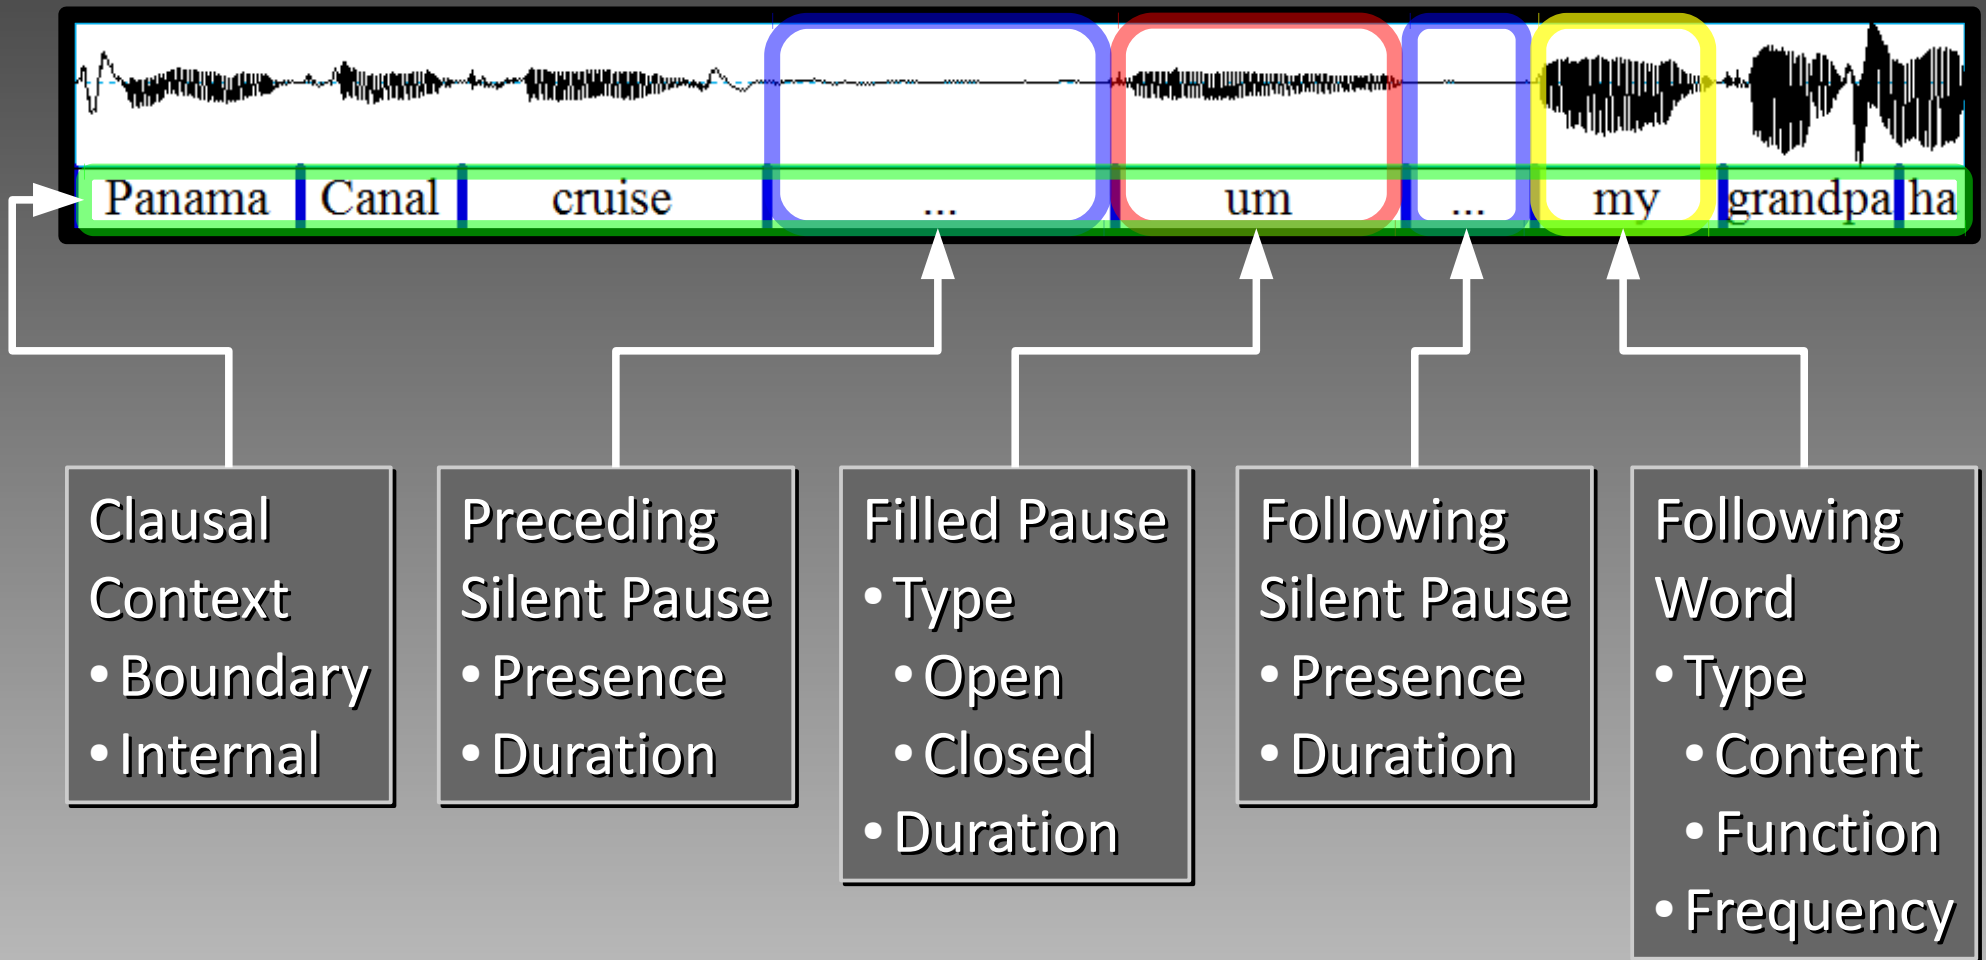 Panama Canal cruise ... um ... my grandpa ha
Clausal
Context
• Boundary
• Internal
Preceding
Silent Pause
• Presence
• Duration
Filled Pause
• Type
• Open
• Closed
• Duration
Following
Silent Pause
• Presence
• Duration
Following
Word
• Type
• Content
• Function
• Frequency